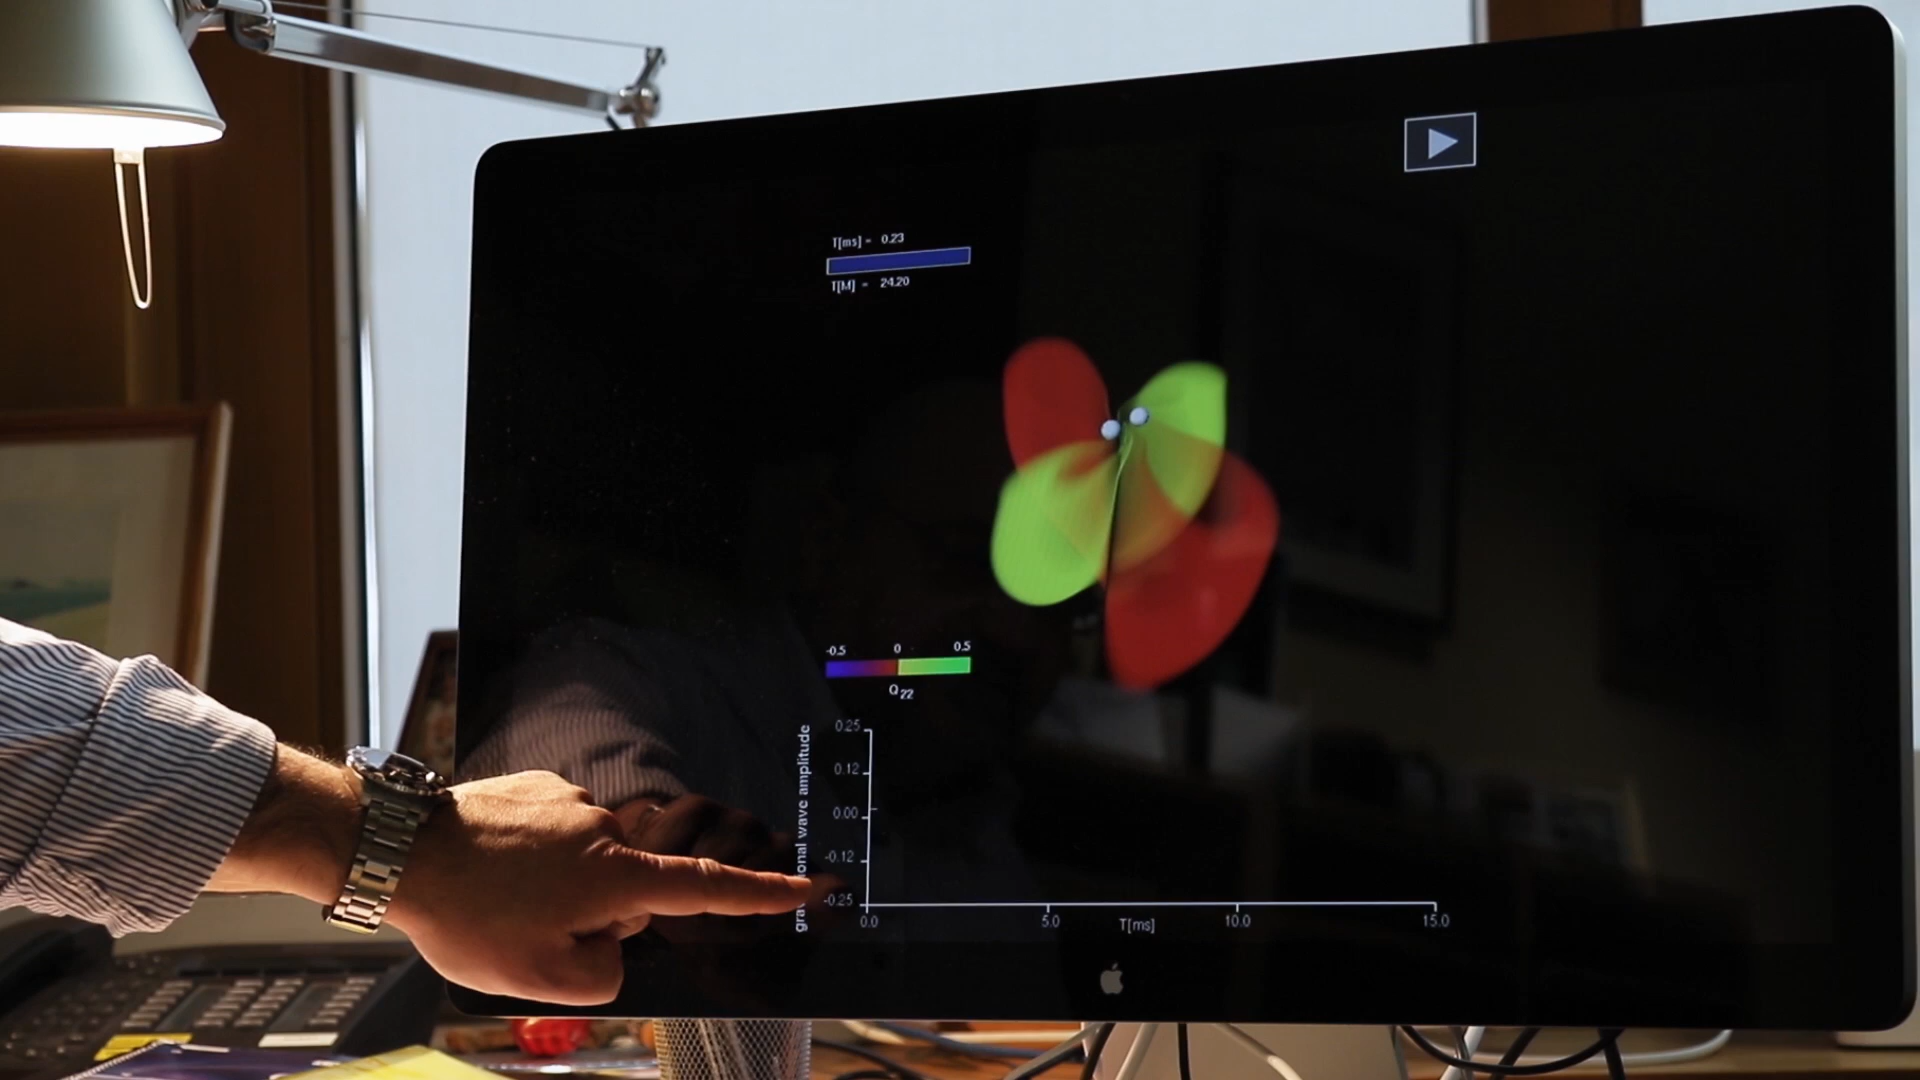 T[ms] = 0.23
T[M] = 24.20
-0.5 0 0.5
Q22
gravitational wave amplitude
0.25
0.12
0.00
-0.12
-0.25
0.0 5.0 10.0 15.0
T[ms]